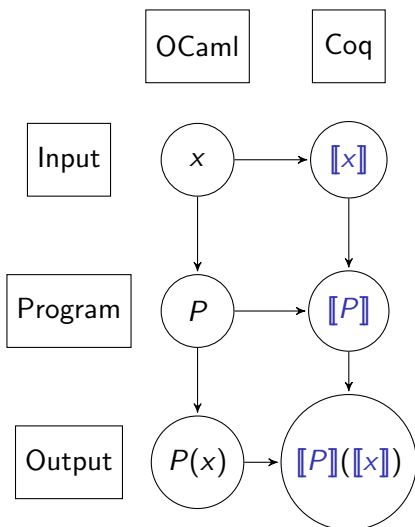 OCaml Coq
Input x ⟦x⟧
Program P ⟦P⟧
Output P(x) ⟦P⟧(⟦x⟧)